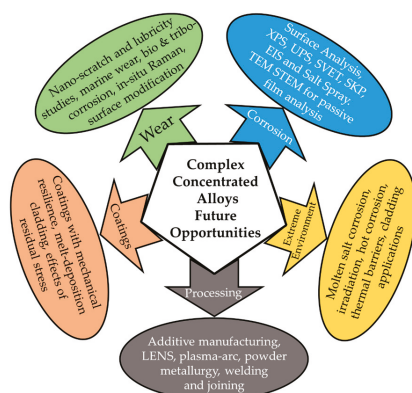 Nano-scratch and lubricity
studies, marine wear, bio & tribo-
corrosion, in-situ Raman,
surface modification
Wear
Surface Analysis,
XPS, UPS, SVET, SKP,
EIS and Salt Spray.
TEM STEM for passive
film analysis
Corrosion
Complex
Concentrated
Alloys
Future
Opportunities
Coatings with mechanical
resilience, melt-deposition
cladding, effects of
residual stress
Coatings
Extreme
Environment
Molten salt corrosion,
irradiation, hot corrosion,
thermal barriers, cladding
applications
Processing
Additive manufacturing,
LENS, plasma-arc, powder
metallurgy, welding
and joining